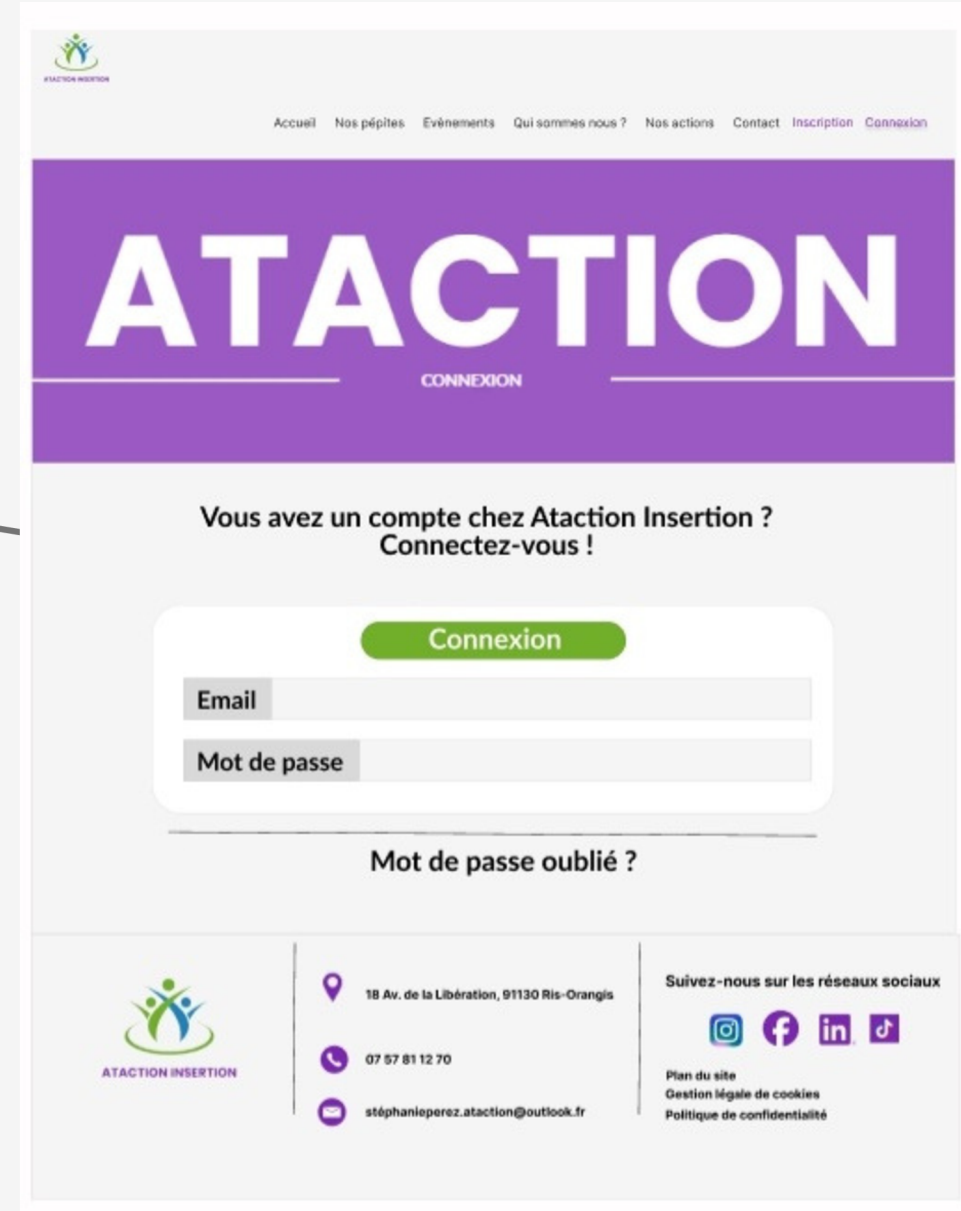 ATACTION INSERTION
Accueil Nos pépites Evènements Qui sommes nous ? Nos actions Contact Inscription Connexion
ATACTION
CONNEXION
Vous avez un compte chez Ataction Insertion ?
Connectez-vous !
Connexion
Email
Mot de passe
Mot de passe oublié ?
ATACTION INSERTION
18 Av. de la Libération, 91130 Ris-Orangis
07 57 81 12 70
stéphanieperez.ataction@outlook.fr
Suivez-nous sur les réseaux sociaux
in
Plan du site
Gestion légale de cookies
Politique de confidentialité